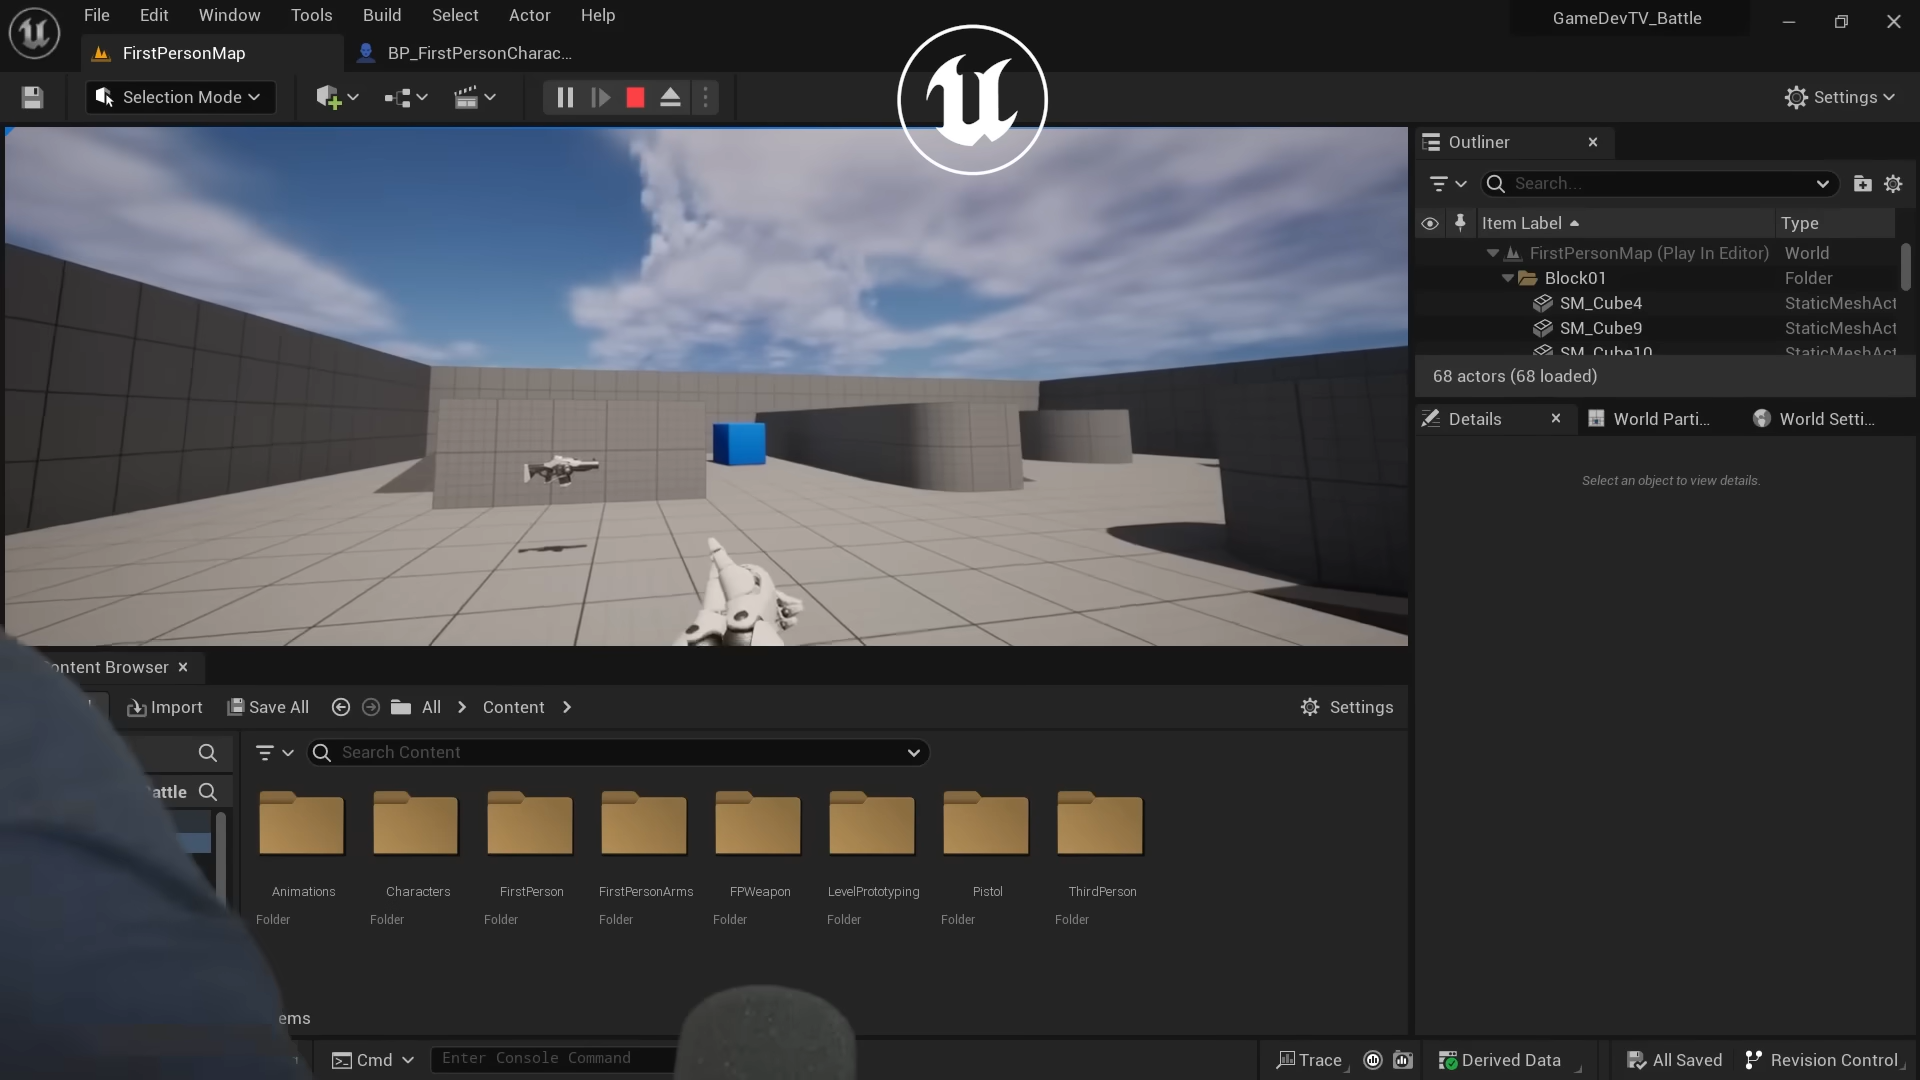 File Edit Window Tools Build Select Actor Help
GameDevTV_Battle
FirstPersonMap
BP_FirstPersonCharac...
Selection Mode
Settings
Outliner
Search...
Item Label Type
FirstPersonMap (Play In Editor) World
Block01 Folder
SM_Cube4 StaticMeshAct
SM_Cube9 StaticMeshAct
SM_Cube10 StaticMeshAct
68 actors (68 loaded)
Details World Parti... World Setti...
Select an object to view details.
ontent Browser
Import Save All All Content Settings
Search Content
attle
Animations Characters FirstPerson FirstPersonArms FPWeapon LevelPrototyping Pistol ThirdPerson
Folder Folder Folder Folder Folder Folder Folder Folder
ems
Cmd Enter Console Command Trace Derived Data All Saved Revision Control